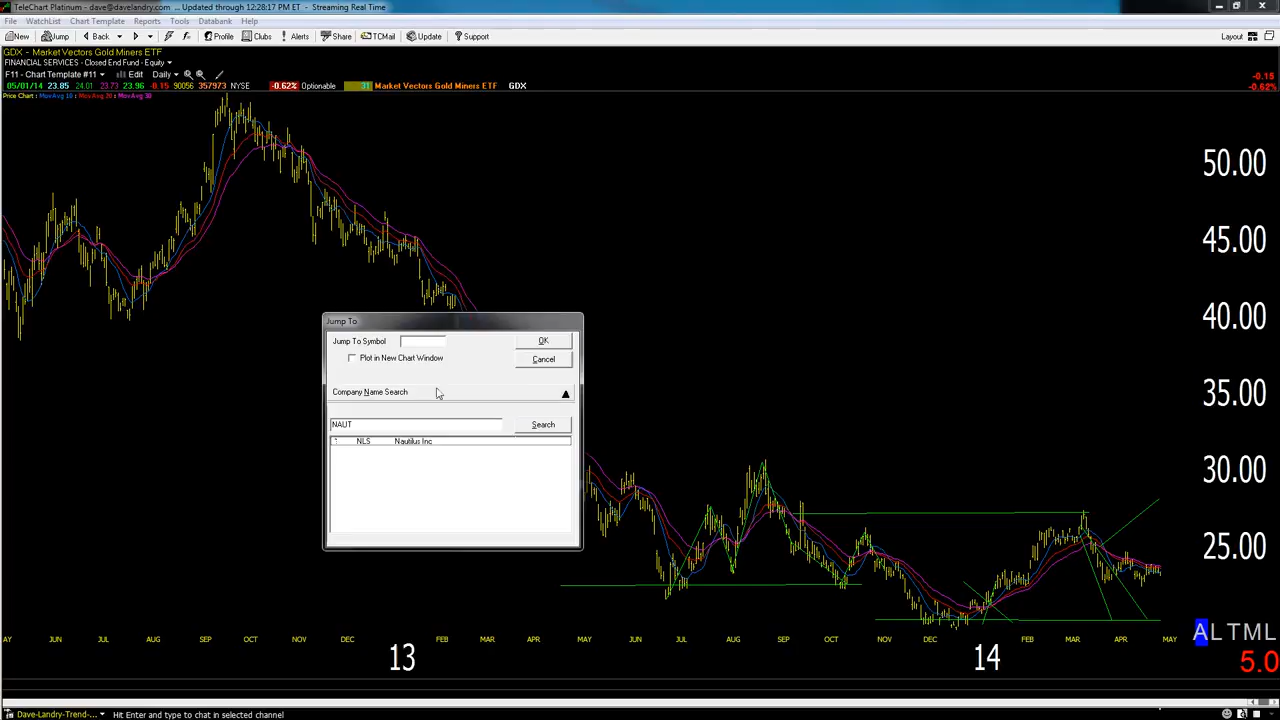 TeleChart Platinum - dave@davelandry.com ... Updated through 12:28:17 PM ET - Streaming Real Time
File WatchList Chart Template Reports Tools Databank Help
New Jump Back Profile Clubs Alerts Share TCMail Update Support Layout
GDX - Market Vectors Gold Miners ETF
FINANCIAL SERVICES - Closed End Fund - Equity
F11 - Chart Template #11 Edit Daily
-0.15
05/01/14 23.85 24.01 23.73 23.96 -0.15 90056 357973 NYSE -0.62% Optionable 31 Market Vectors Gold Miners ETF GDX
-0.62%
Price Chart : MovAvg 10 : MovAvg 20 : MovAvg 30
50.00
45.00
40.00
Jump To
Jump To Symbol OK
Plot in New Chart Window Cancel
35.00
Company Name Search
NAUT Search
NLS Nautilus Inc
30.00
25.00
AY JUN JUL AUG SEP OCT NOV DEC FEB MAR APR MAY JUN JUL AUG SEP OCT NOV DEC FEB MAR APR MAY
13 14
ALTML
5.0
Dave-Landry-Trend-... Hit Enter and type to chat in selected channel